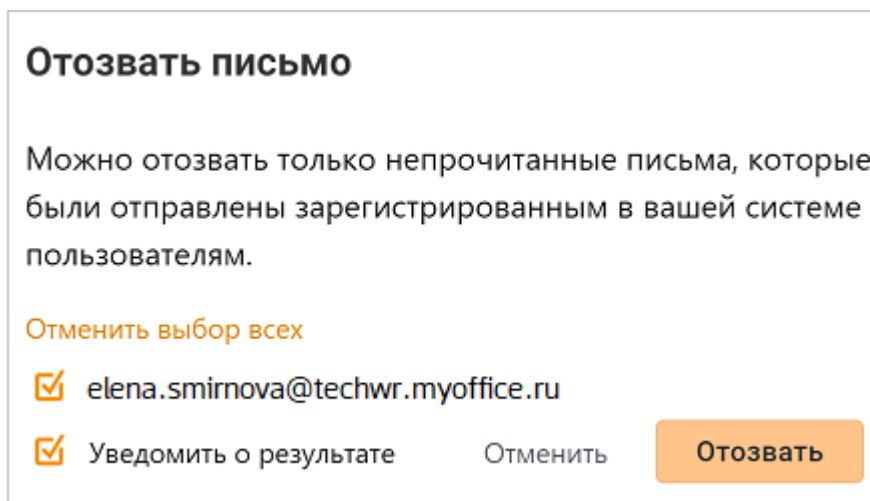 Отозвать письмо
Можно отозвать только непрочитанные письма, которые
были отправлены зарегистрированным в вашей системе
пользователям.
Отменить выбор всех
elena.smirnova@techwr.myoffice.ru
Уведомить о результате Отменить Отозвать